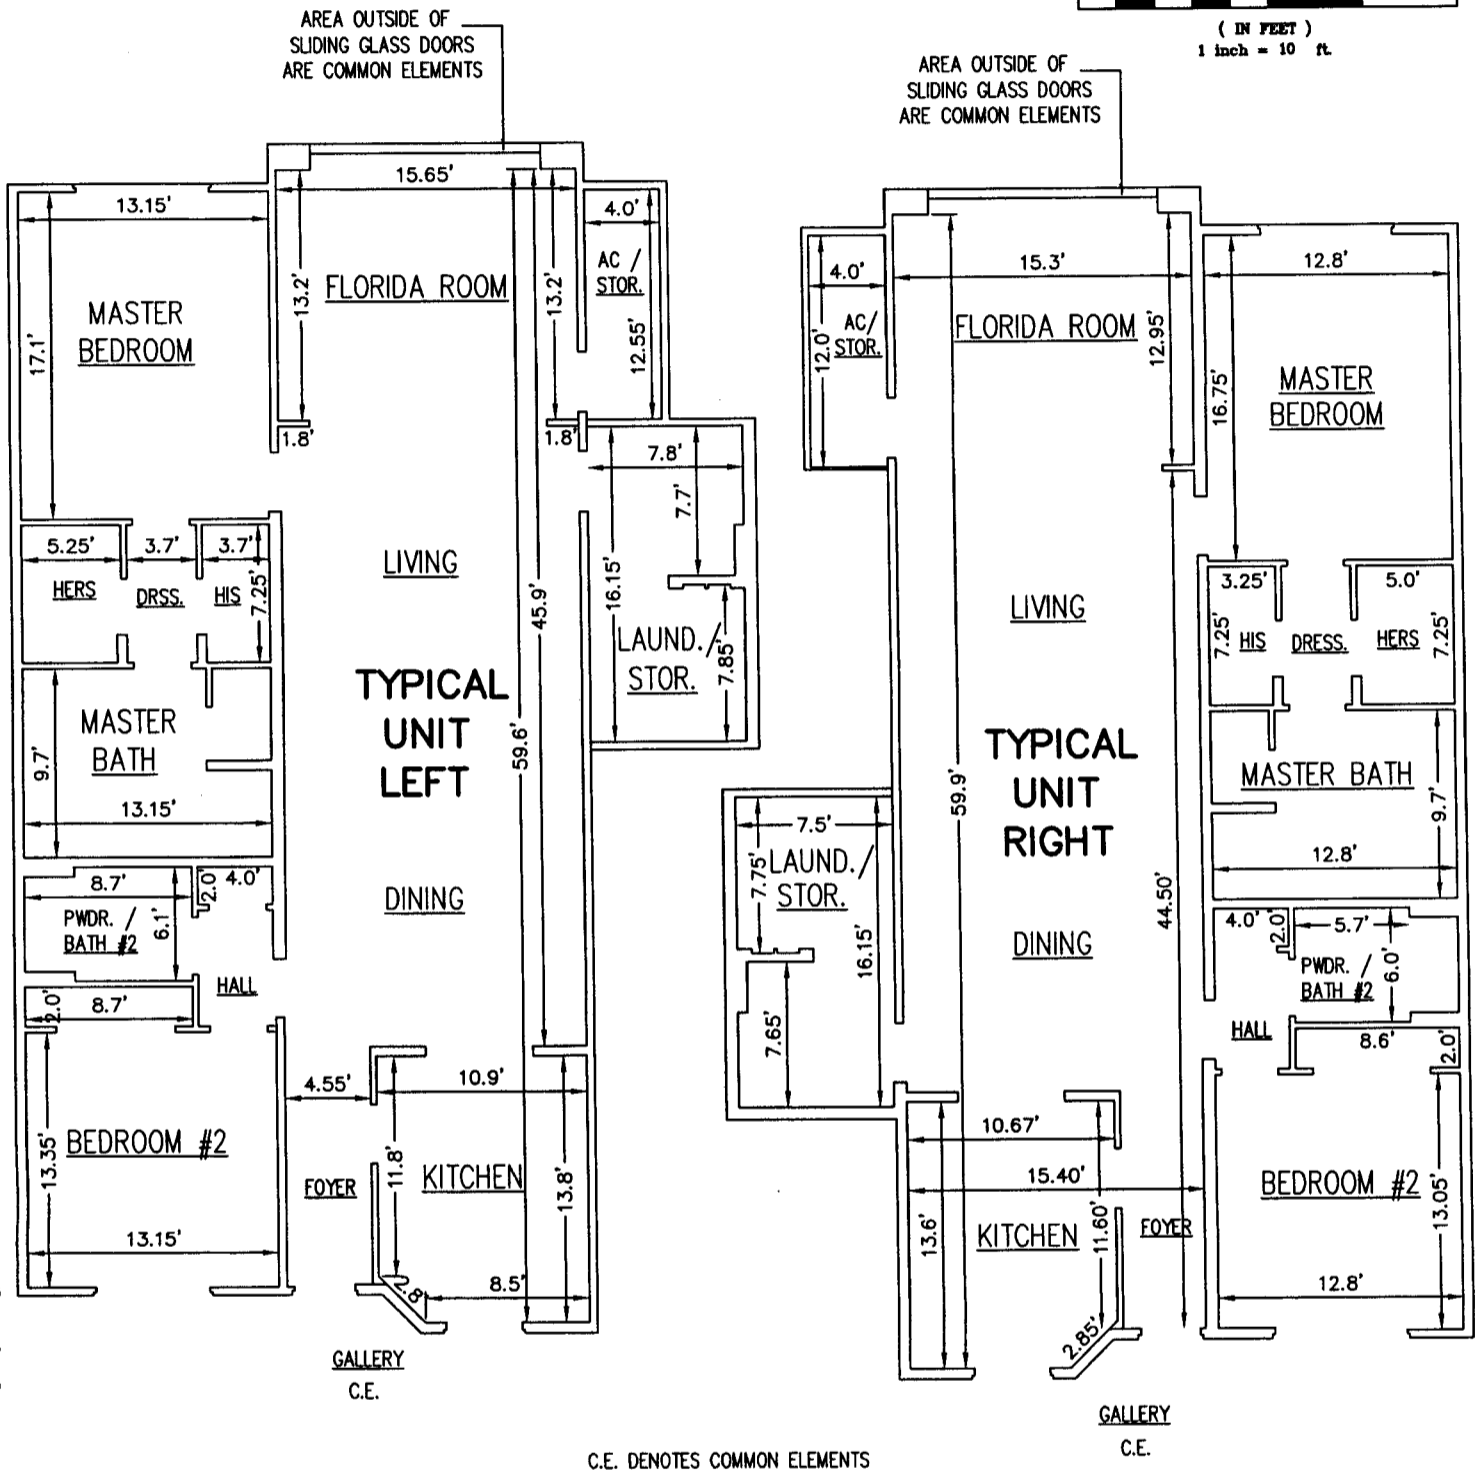 ( IN FEET )
1 inch = 10 ft.
AREA OUTSIDE OF
SLIDING GLASS DOORS
ARE COMMON ELEMENTS
15.65'
13.15'
4.0'
13.2'
FLORIDA ROOM
13.2'
AC /
STOR.
12.55'
MASTER
BEDROOM
17.1'
1.8'
1.8'
7.8'
7.7'
16.15'
5.25'
3.7'
3.7'
HERS
DRSS.
HIS
7.25'
LIVING
45.9'
LAUND./
STOR.
7.85'
TYPICAL
UNIT
LEFT
59.6'
MASTER
BATH
9.7'
13.15'
8.7'
2.0'
4.0'
PWDR. /
BATH #2
6.1'
DINING
HALL
2.0'
8.7'
4.55'
10.9'
BEDROOM #2
13.35'
11.8'
KITCHEN
13.8'
FOYER
13.15'
2.8'
8.5'
GALLERY
C.E.
AREA OUTSIDE OF
SLIDING GLASS DOORS
ARE COMMON ELEMENTS
4.0'
15.3'
12.8'
AC/
STOR.
12.0'
FLORIDA ROOM
12.95'
16.75'
MASTER
BEDROOM
LIVING
3.25'
5.0'
7.25'
HIS
DRESS.
HERS
7.25'
TYPICAL
UNIT
RIGHT
59.9'
MASTER BATH
9.7'
12.8'
7.5'
7.75'
LAUND./
STOR.
16.15'
7.65'
44.50'
DINING
4.0'
2.0'
5.7'
PWDR. /
BATH #2
6.0'
HALL
8.6'
2.0'
10.67'
15.40'
BEDROOM #2
13.05'
13.6'
KITCHEN
11.60'
FOYER
12.8'
2.85'
GALLERY
C.E.
C.E. DENOTES COMMON ELEMENTS